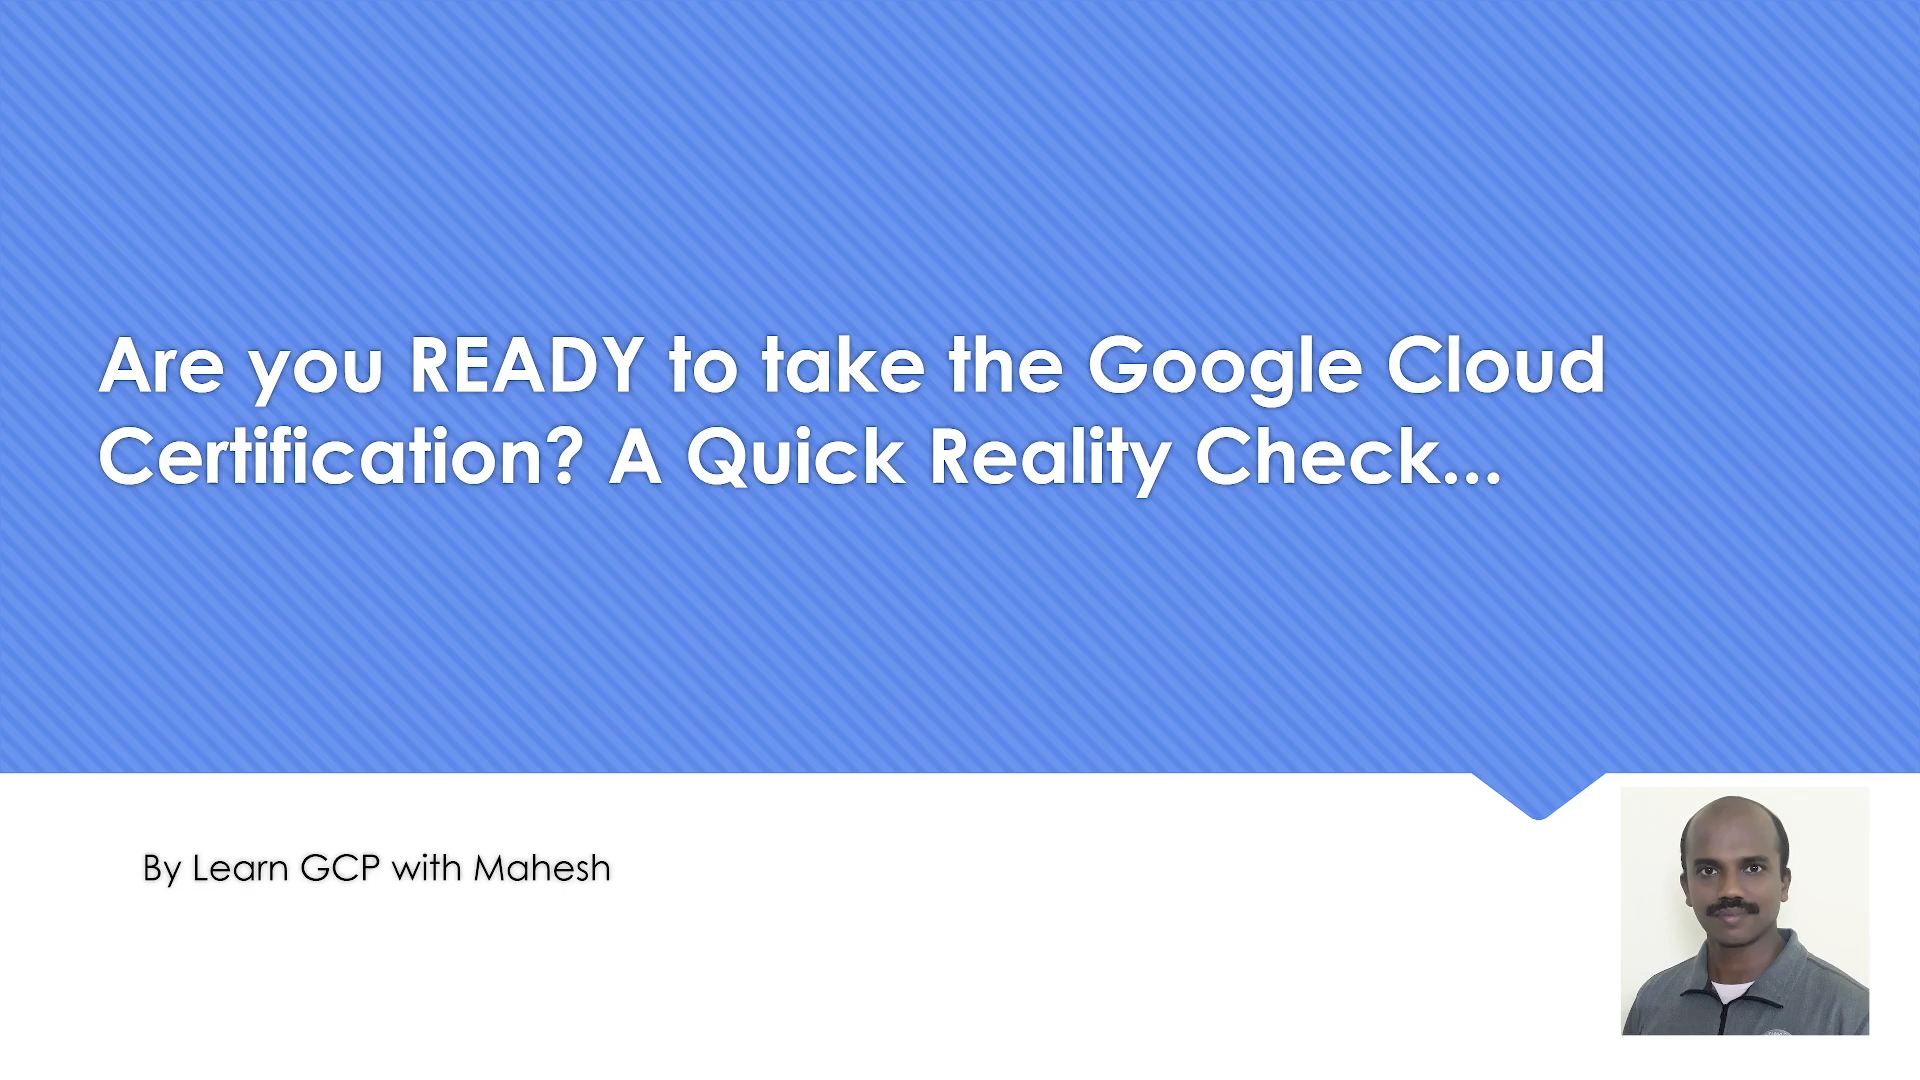 Are you READY to take the Google Cloud
Certification? A Quick Reality Check...
By Learn GCP with Mahesh